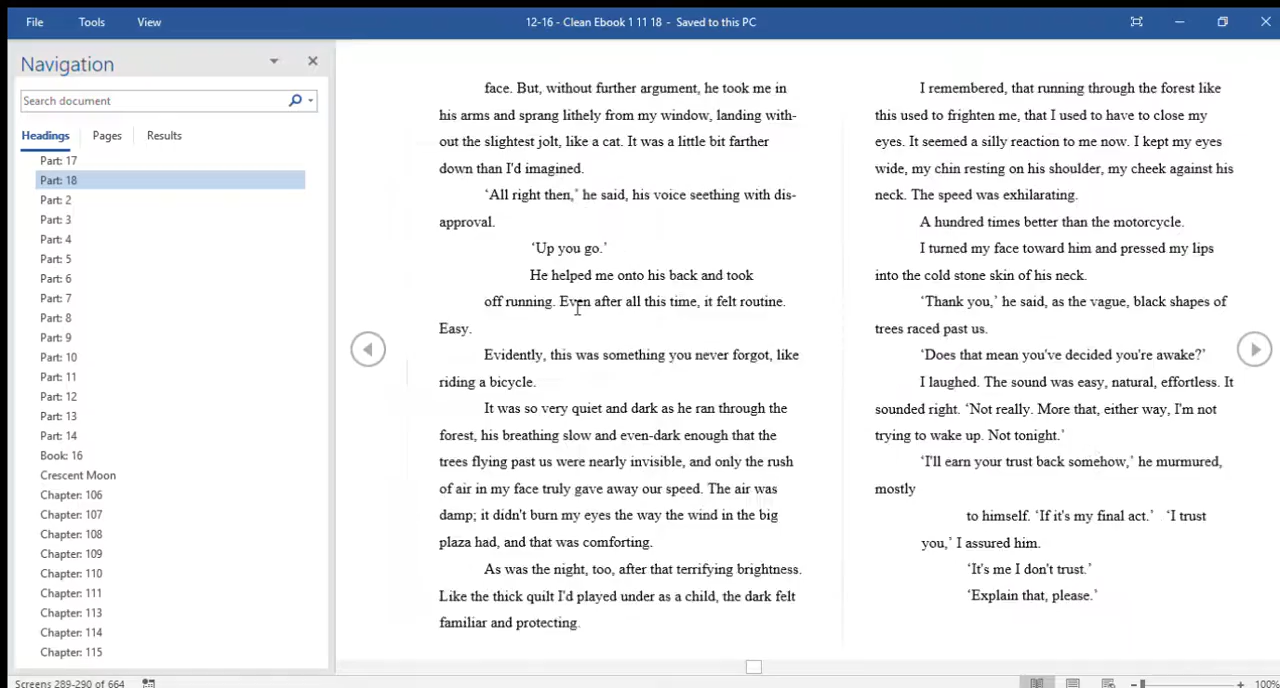 File Tools View 12-16 - Clean Ebook 1 11 18 - Saved to this PC
Navigation
Search document
Headings Pages Results
Part: 17
Part: 18
Part: 2
Part: 3
Part: 4
Part: 5
Part: 6
Part: 7
Part: 8
Part: 9
Part: 10
Part: 11
Part: 12
Part: 13
Part: 14
Book: 16
Crescent Moon
Chapter: 106
Chapter: 107
Chapter: 108
Chapter: 109
Chapter: 110
Chapter: 111
Chapter: 113
Chapter: 114
Chapter: 115
face. But, without further argument, he took me in
his arms and sprang lithely from my window, landing with-
out the slightest jolt, like a cat. It was a little bit farther
down than I'd imagined.
‘All right then,’ he said, his voice seething with dis-
approval.
‘Up you go.’
He helped me onto his back and took
off running. Even after all this time, it felt routine.
Easy.
Evidently, this was something you never forgot, like
riding a bicycle.
It was so very quiet and dark as he ran through the
forest, his breathing slow and even-dark enough that the
trees flying past us were nearly invisible, and only the rush
of air in my face truly gave away our speed. The air was
damp; it didn't burn my eyes the way the wind in the big
plaza had, and that was comforting.
As was the night, too, after that terrifying brightness.
Like the thick quilt I'd played under as a child, the dark felt
familiar and protecting.
I remembered, that running through the forest like
this used to frighten me, that I used to have to close my
eyes. It seemed a silly reaction to me now. I kept my eyes
wide, my chin resting on his shoulder, my cheek against his
neck. The speed was exhilarating.
A hundred times better than the motorcycle.
I turned my face toward him and pressed my lips
into the cold stone skin of his neck.
‘Thank you,’ he said, as the vague, black shapes of
trees raced past us.
‘Does that mean you've decided you're awake?’
I laughed. The sound was easy, natural, effortless. It
sounded right. ‘Not really. More that, either way, I'm not
trying to wake up. Not tonight.’
‘I'll earn your trust back somehow,’ he murmured,
mostly
to himself. ‘If it's my final act.’ ‘I trust
you,’ I assured him.
‘It's me I don't trust.’
‘Explain that, please.’
Screens 289-290 of 664
100%